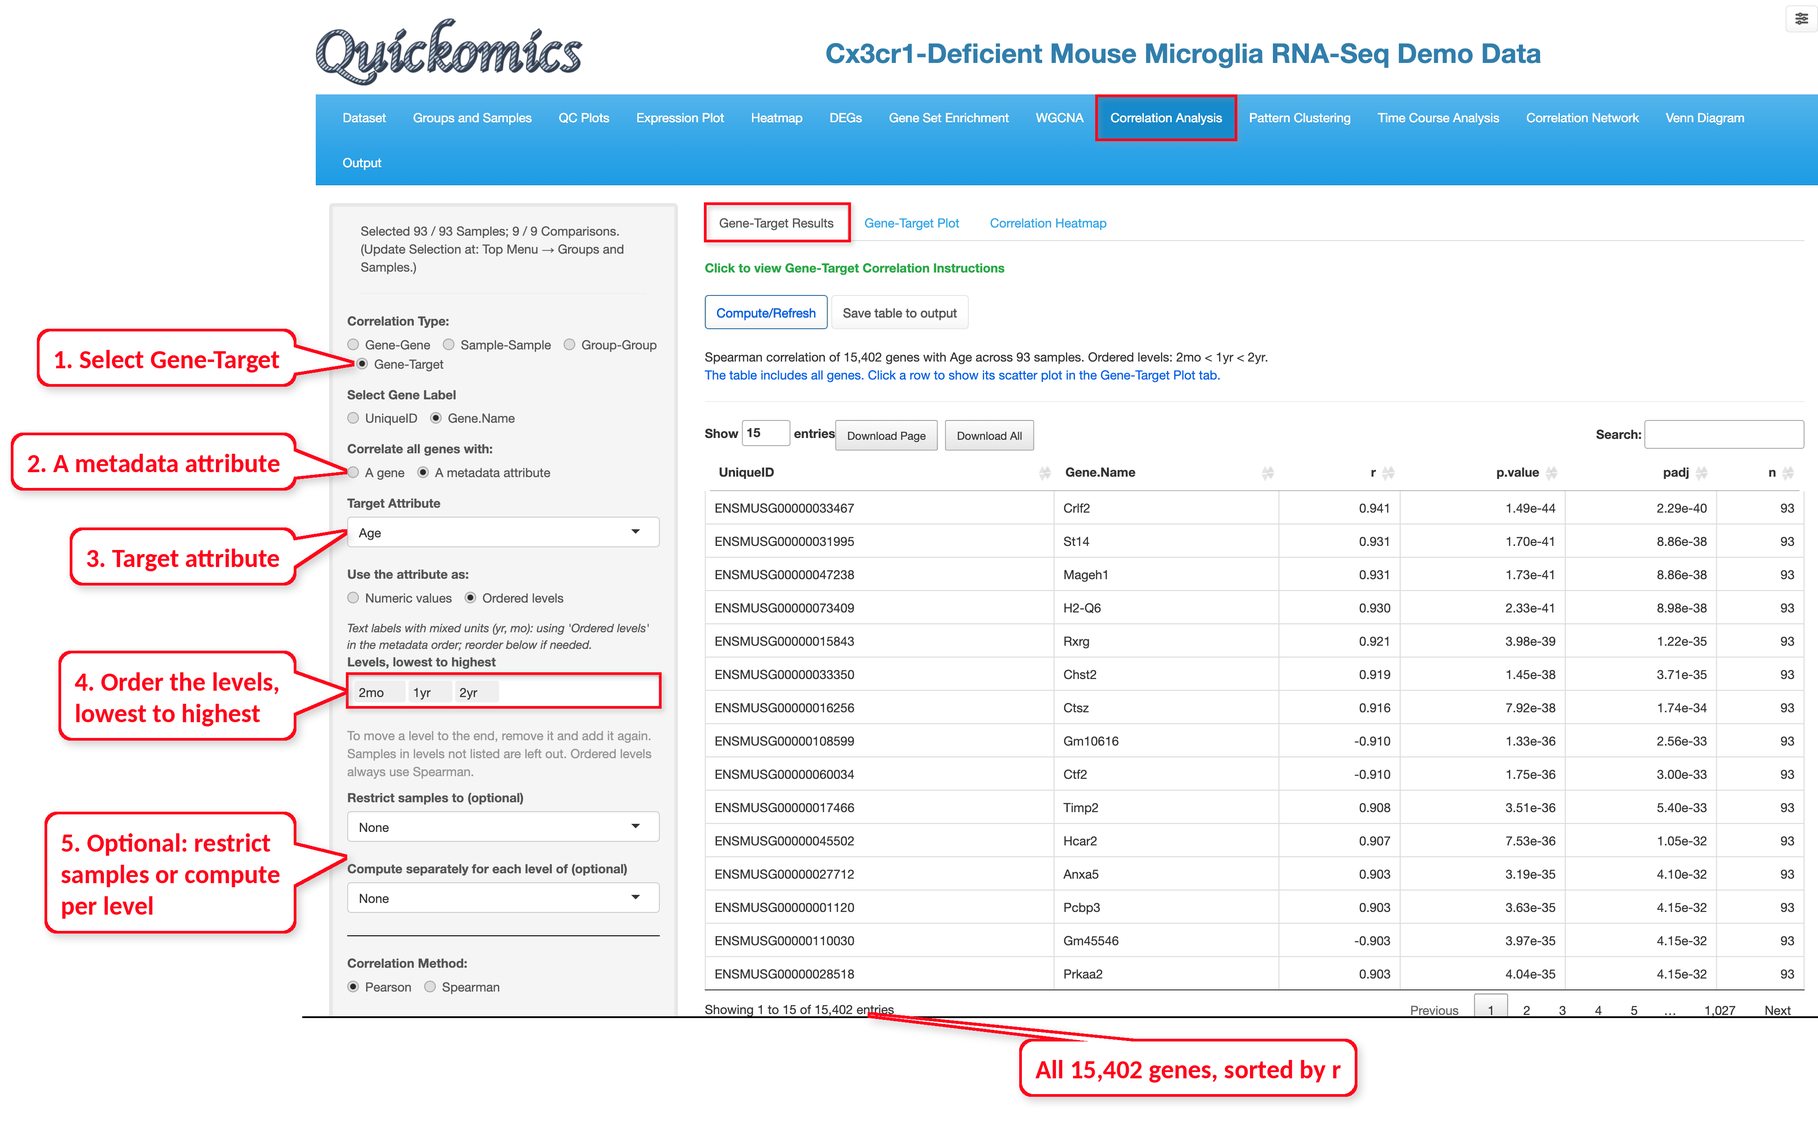 Quickomics
Cx3cr1-Deficient Mouse Microglia RNA-Seq Demo Data
Dataset Groups and Samples QC Plots Expression Plot Heatmap DEGs Gene Set Enrichment WGCNA Correlation Analysis Pattern Clustering Time Course Analysis Correlation Network Venn Diagram
Output
Selected 93 / 93 Samples; 9 / 9 Comparisons.
(Update Selection at: Top Menu → Groups and
Samples.)
Correlation Type:
Gene-Gene Sample-Sample Group-Group
Gene-Target
Select Gene Label
UniqueID Gene.Name
Correlate all genes with:
A gene A metadata attribute
Target Attribute
Age
Use the attribute as:
Numeric values Ordered levels
Text labels with mixed units (yr, mo): using 'Ordered levels'
in the metadata order; reorder below if needed.
Levels, lowest to highest
2mo 1yr 2yr
To move a level to the end, remove it and add it again.
Samples in levels not listed are left out. Ordered levels
always use Spearman.
Restrict samples to (optional)
None
Compute separately for each level of (optional)
None
Correlation Method:
Pearson Spearman
1. Select Gene-Target
2. A metadata attribute
3. Target attribute
4. Order the levels,
lowest to highest
5. Optional: restrict
samples or compute
per level
Gene-Target Results Gene-Target Plot Correlation Heatmap
Click to view Gene-Target Correlation Instructions
Compute/Refresh Save table to output
Spearman correlation of 15,402 genes with Age across 93 samples. Ordered levels: 2mo < 1yr < 2yr.
The table includes all genes. Click a row to show its scatter plot in the Gene-Target Plot tab.
Show 15 entries Download Page Download All Search:
UniqueID Gene.Name r p.value padj n
ENSMUSG00000033467 Crlf2 0.941 1.49e-44 2.29e-40 93
ENSMUSG00000031995 St14 0.931 1.70e-41 8.86e-38 93
ENSMUSG00000047238 Mageh1 0.931 1.73e-41 8.86e-38 93
ENSMUSG00000073409 H2-Q6 0.930 2.33e-41 8.98e-38 93
ENSMUSG00000015843 Rxrg 0.921 3.98e-39 1.22e-35 93
ENSMUSG00000033350 Chst2 0.919 1.45e-38 3.71e-35 93
ENSMUSG00000016256 Ctsz 0.916 7.92e-38 1.74e-34 93
ENSMUSG00000108599 Gm10616 -0.910 1.33e-36 2.56e-33 93
ENSMUSG00000060034 Ctf2 -0.910 1.75e-36 3.00e-33 93
ENSMUSG00000017466 Timp2 0.908 3.51e-36 5.40e-33 93
ENSMUSG00000045502 Hcar2 0.907 7.53e-36 1.05e-32 93
ENSMUSG00000027712 Anxa5 0.903 3.19e-35 4.10e-32 93
ENSMUSG00000001120 Pcbp3 0.903 3.63e-35 4.15e-32 93
ENSMUSG00000110030 Gm45546 -0.903 3.97e-35 4.15e-32 93
ENSMUSG00000028518 Prkaa2 0.903 4.04e-35 4.15e-32 93
Showing 1 to 15 of 15,402 entries Previous 1 2 3 4 5 ... 1,027 Next
All 15,402 genes, sorted by r